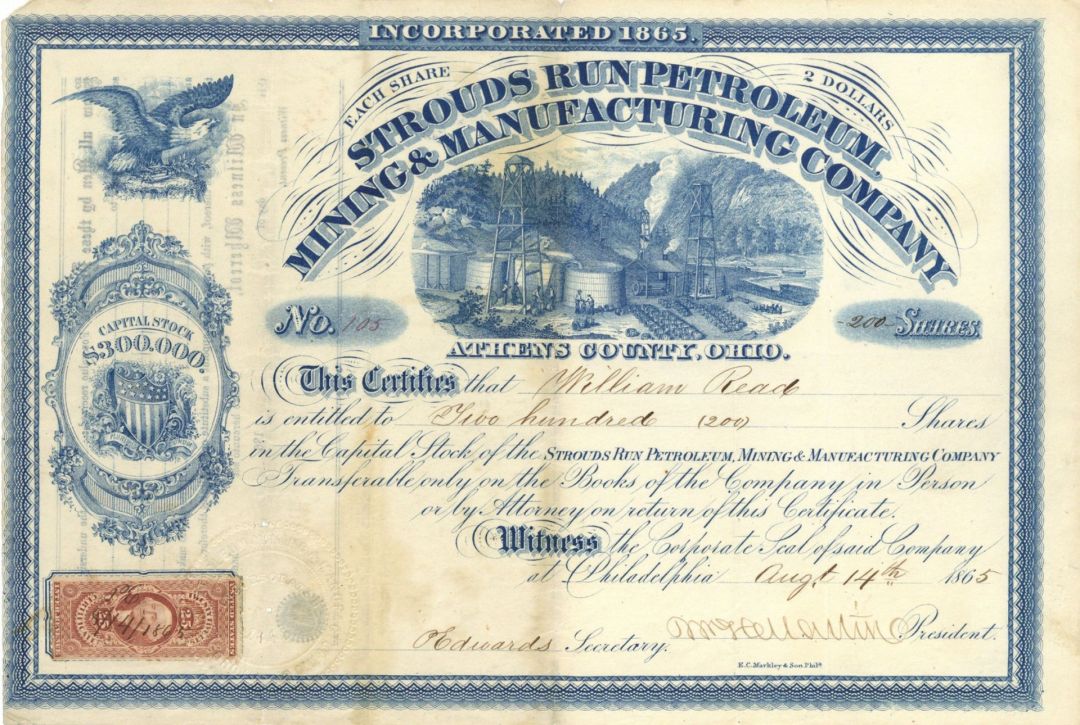 INCORPORATED 1865.
EACH SHARE 2 DOLLARS
STROUDS RUN PETROLEUM,
MINING & MANUFACTURING COMPANY
ATHENS COUNTY, OHIO.
No. 105
-200- SHARES.
CAPITAL STOCK
$300,000.
This Certifies that William Read
is entitled to Two hundred (200) Shares
in the Capital Stock of the STROUDS RUN PETROLEUM, MINING & MANUFACTURING COMPANY
Transferable only on the Books of the Company in Person
or by Attorney on return of this Certificate.
Witness the Corporate Seal of said Company
at Philadelphia Augt 14th 1865
Edwards Secretary.
President.
E.C. Markley & Son Phila.
25